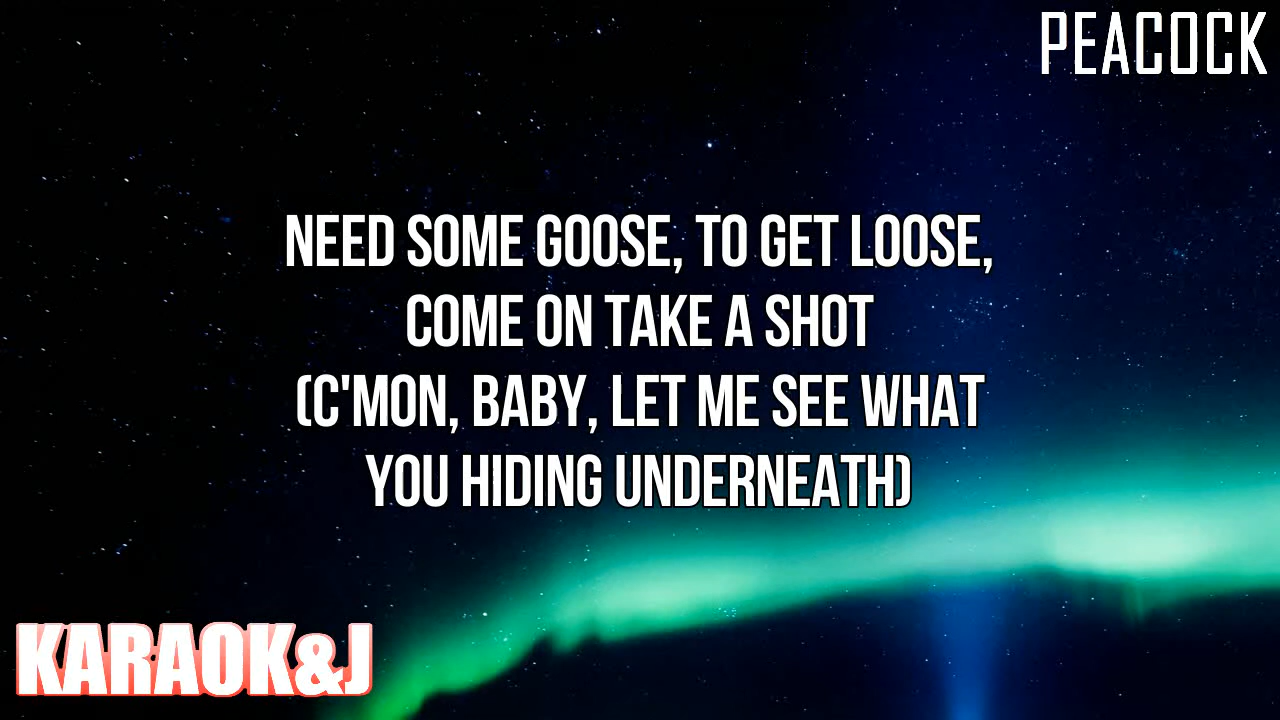 PEACOCK
NEED SOME GOOSE, TO GET LOOSE,
COME ON TAKE A SHOT
(C'MON, BABY, LET ME SEE WHAT
YOU HIDING UNDERNEATH)
KARAOK&J